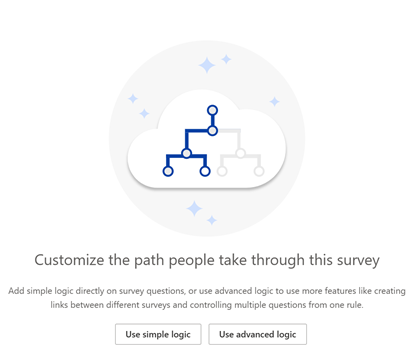 Customize the path people take through this survey
Add simple logic directly on survey questions, or use advanced logic to use more features like creating
links between different surveys and controlling multiple questions from one rule.
Use simple logic
Use advanced logic